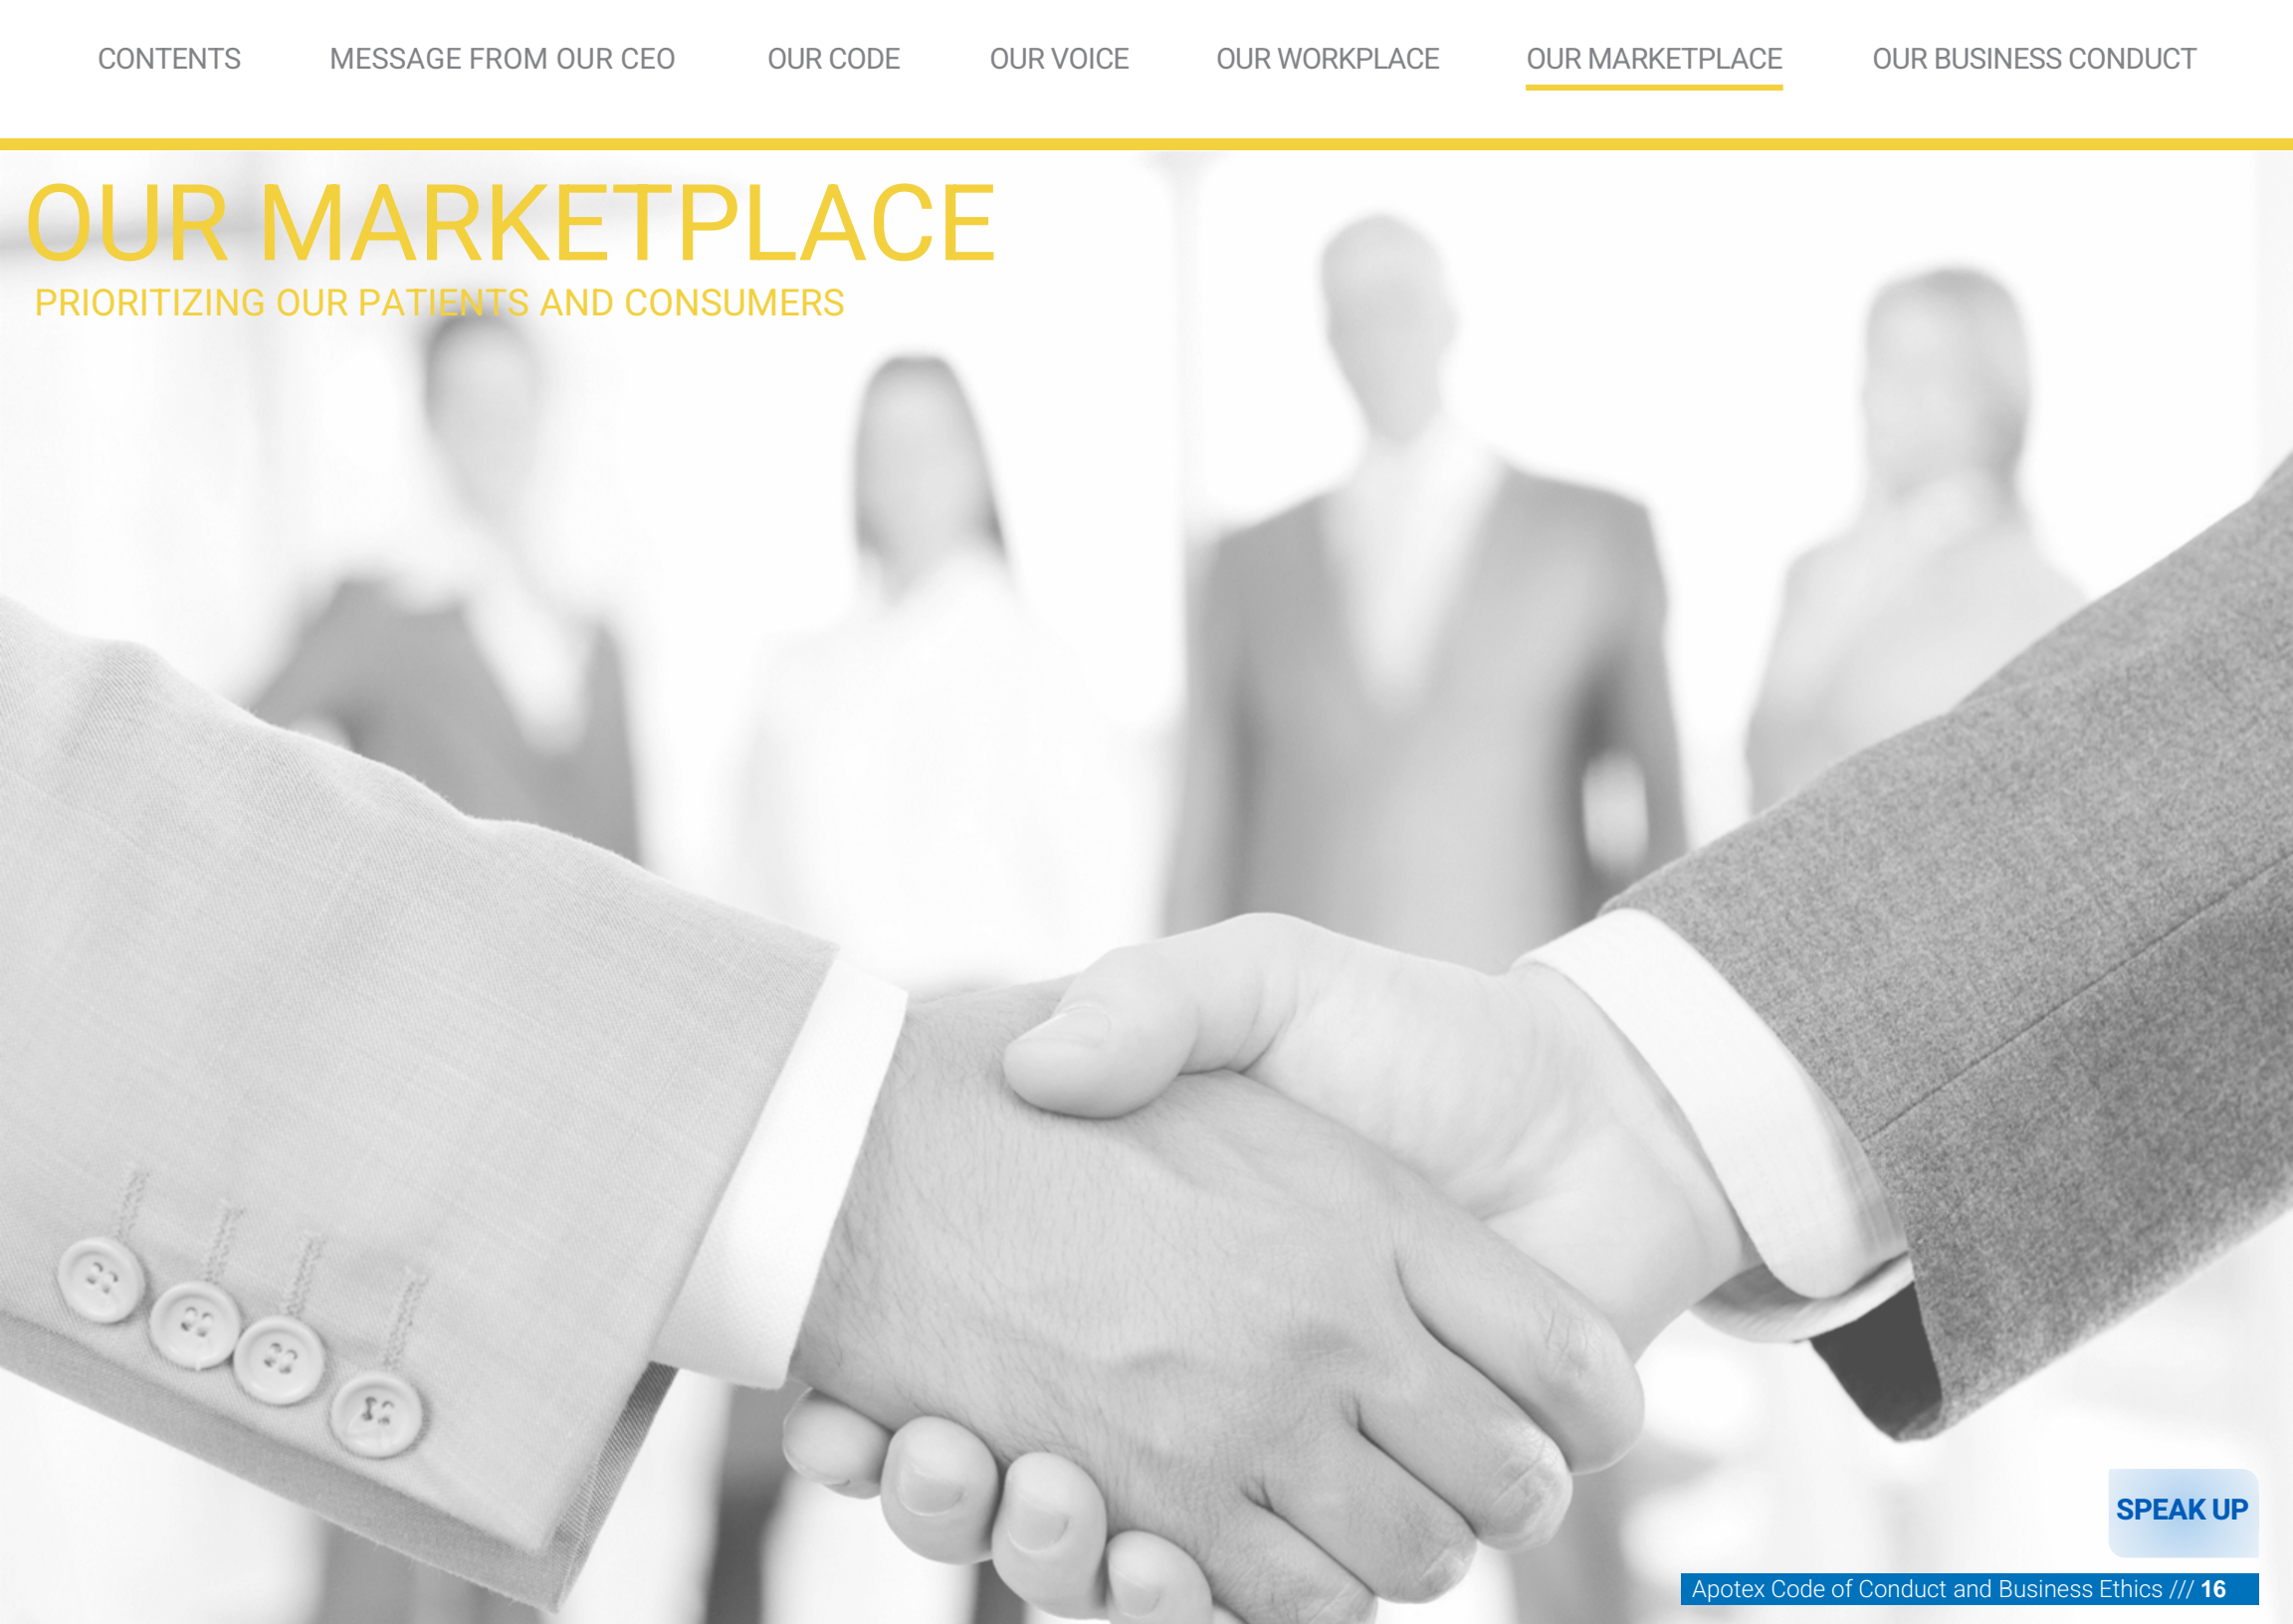 CONTENTS MESSAGE FROM OUR CEO OUR CODE OUR VOICE OUR WORKPLACE OUR MARKETPLACE OUR BUSINESS CONDUCT
OUR MARKETPLACE
PRIORITIZING OUR PATIENTS AND CONSUMERS
SPEAK UP
Apotex Code of Conduct and Business Ethics /// 16